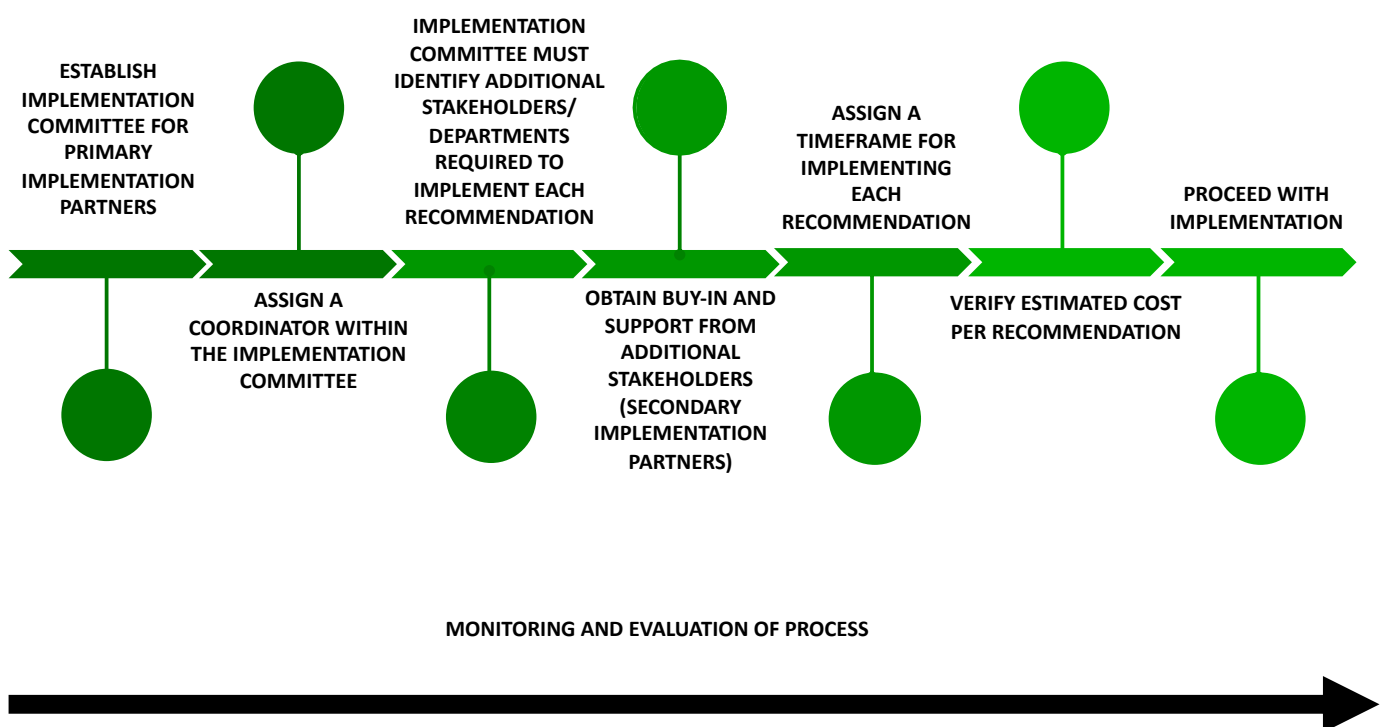 ESTABLISH
IMPLEMENTATION
COMMITTEE FOR
PRIMARY
IMPLEMENTATION
PARTNERS
ASSIGN A
COORDINATOR WITHIN
THE IMPLEMENTATION
COMMITTEE
IMPLEMENTATION
COMMITTEE MUST
IDENTIFY ADDITIONAL
STAKEHOLDERS/
DEPARTMENTS
REQUIRED TO
IMPLEMENT EACH
RECOMMENDATION
OBTAIN BUY-IN AND
SUPPORT FROM
ADDITIONAL
STAKEHOLDERS
(SECONDARY
IMPLEMENTATION
PARTNERS)
ASSIGN A
TIMEFRAME FOR
IMPLEMENTING
EACH
RECOMMENDATION
VERIFY ESTIMATED COST
PER RECOMMENDATION
PROCEED WITH
IMPLEMENTATION
MONITORING AND EVALUATION OF PROCESS